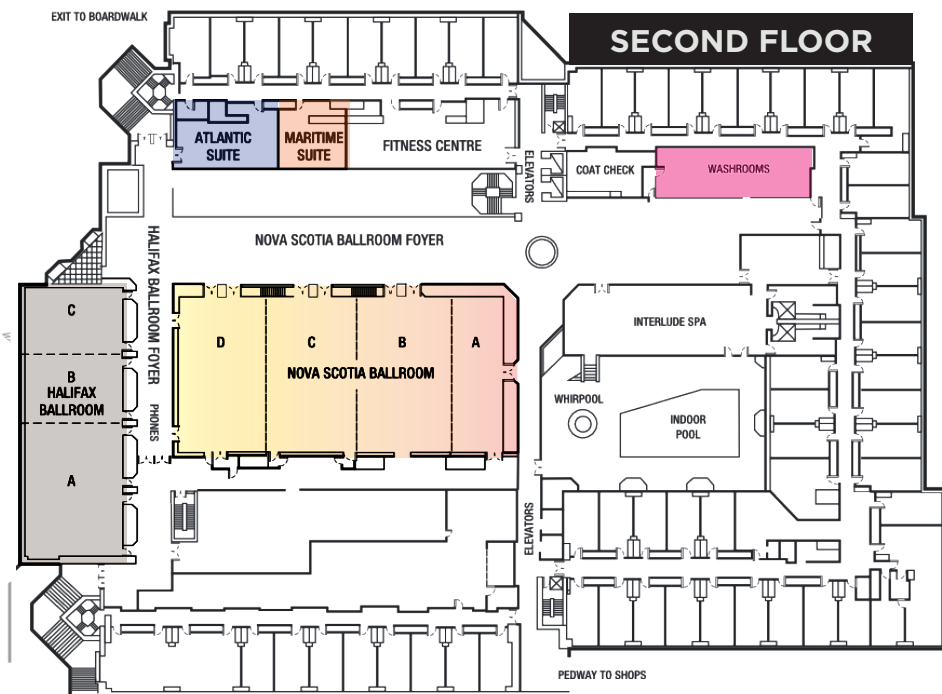 EXIT TO BOARDWALK
SECOND FLOOR
ATLANTIC
SUITE
MARITIME
SUITE
FITNESS CENTRE
ELEVATORS
COAT CHECK
WASHROOMS
NOVA SCOTIA BALLROOM FOYER
HALIFAX BALLROOM FOYER
C
B
HALIFAX
BALLROOM
A
PHONES
D
C
B
A
NOVA SCOTIA BALLROOM
INTERLUDE SPA
WHIRPOOL
INDOOR
POOL
ELEVATORS
PEDWAY TO SHOPS